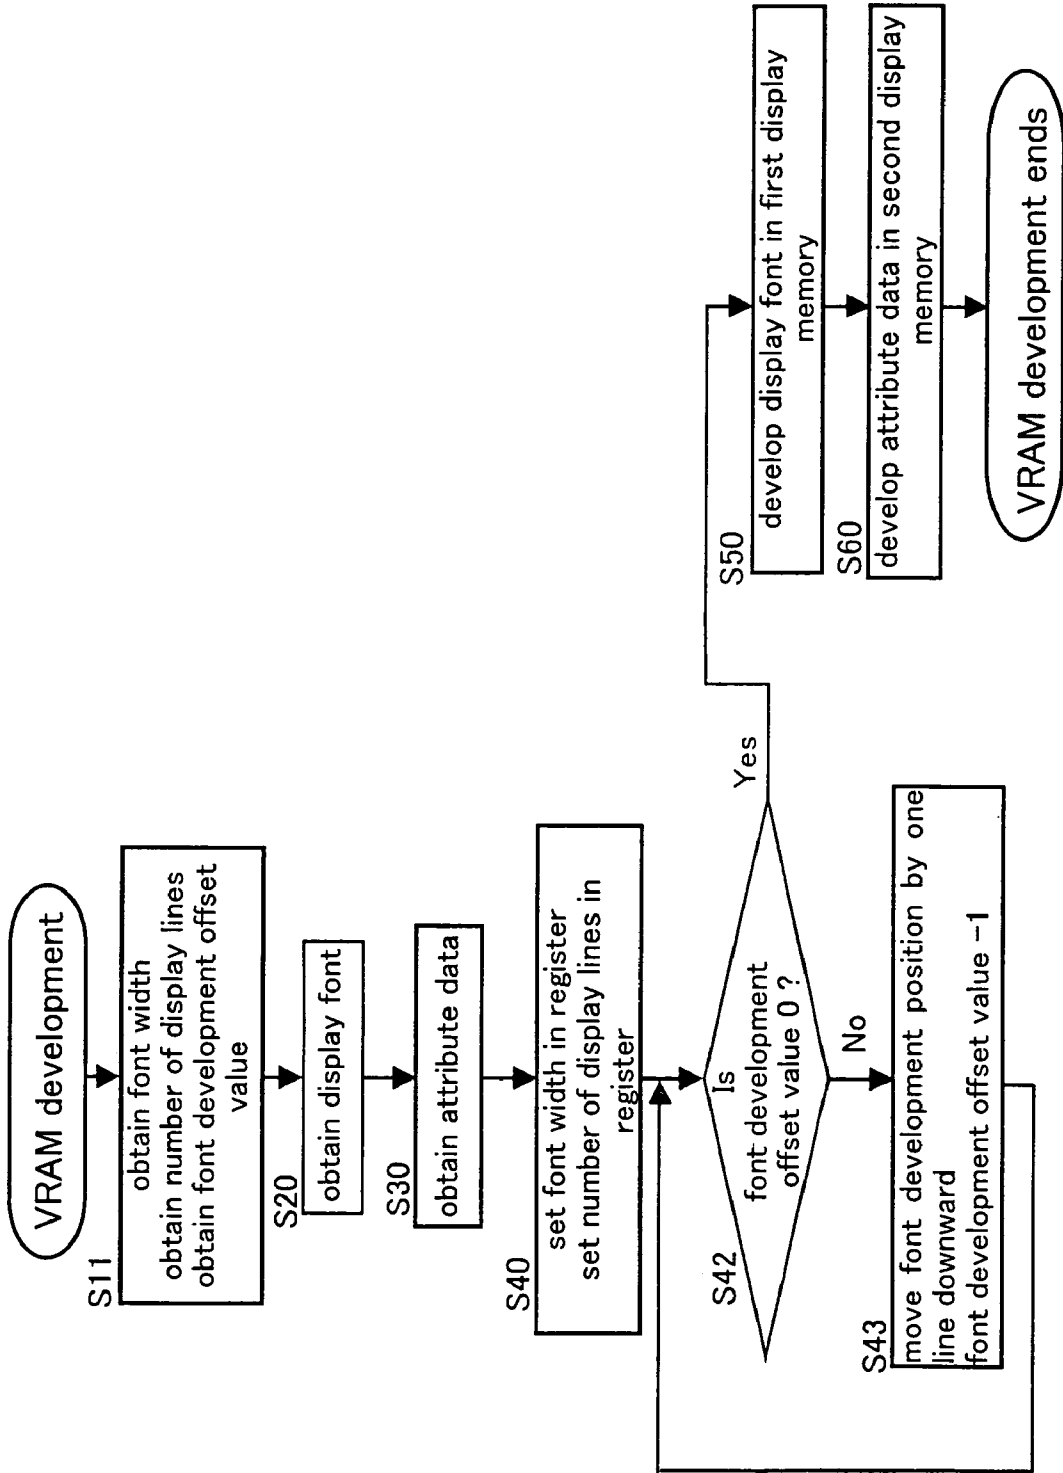 VRAM development
S11
obtain font width
obtain number of display lines
obtain font development offset
value
S20
obtain display font
S30
obtain attribute data
S40
set font width in register
set number of display lines in
register
S42
Is
font development
offset value 0 ?
Yes
No
S43
move font development position by one
line downward
font development offset value −1
S50
develop display font in first display
memory
S60
develop attribute data in second display
memory
VRAM development ends